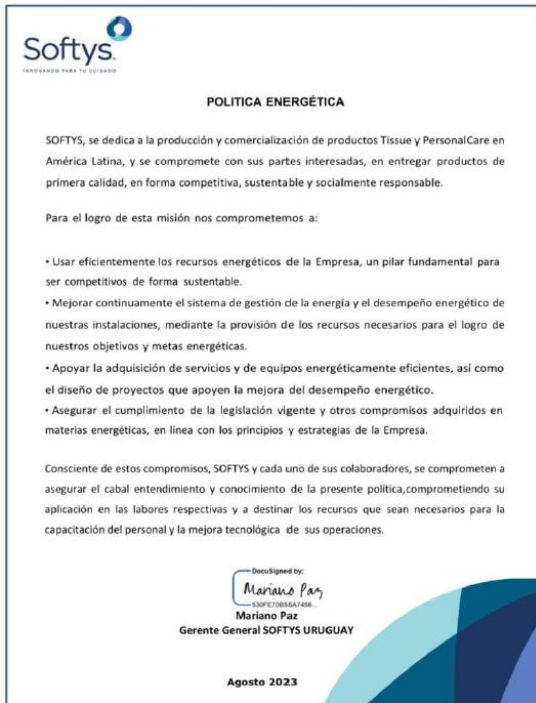 Softys.
INNOVANDO PARA TU CUIDADO
POLITICA ENERGÉTICA
SOFTYS, se dedica a la producción y comercialización de productos Tissue y PersonalCare en
América Latina, y se compromete con sus partes interesadas, en entregar productos de
primera calidad, en forma competitiva, sustentable y socialmente responsable.
Para el logro de esta misión nos comprometemos a:
• Usar eficientemente los recursos energéticos de la Empresa, un pilar fundamental para
ser competitivos de forma sustentable.
• Mejorar continuamente el sistema de gestión de la energía y el desempeño energético de
nuestras instalaciones, mediante la provisión de los recursos necesarios para el logro de
nuestros objetivos y metas energéticas.
• Apoyar la adquisición de servicios y de equipos energéticamente eficientes, así como
el diseño de proyectos que apoyen la mejora del desempeño energético.
• Asegurar el cumplimiento de la legislación vigente y otros compromisos adquiridos en
materias energéticas, en línea con los principios y estrategias de la Empresa.
Consciente de estos compromisos, SOFTYS y cada uno de sus colaboradores, se comprometen a
asegurar el cabal entendimiento y conocimiento de la presente política,comprometiendo su
aplicación en las labores respectivas y a destinar los recursos que sean necesarios para la
capacitación del personal y la mejora tecnológica de sus operaciones.
DocuSigned by:
Mariano Paz
Mariano Paz
Gerente General SOFTYS URUGUAY
Agosto 2023